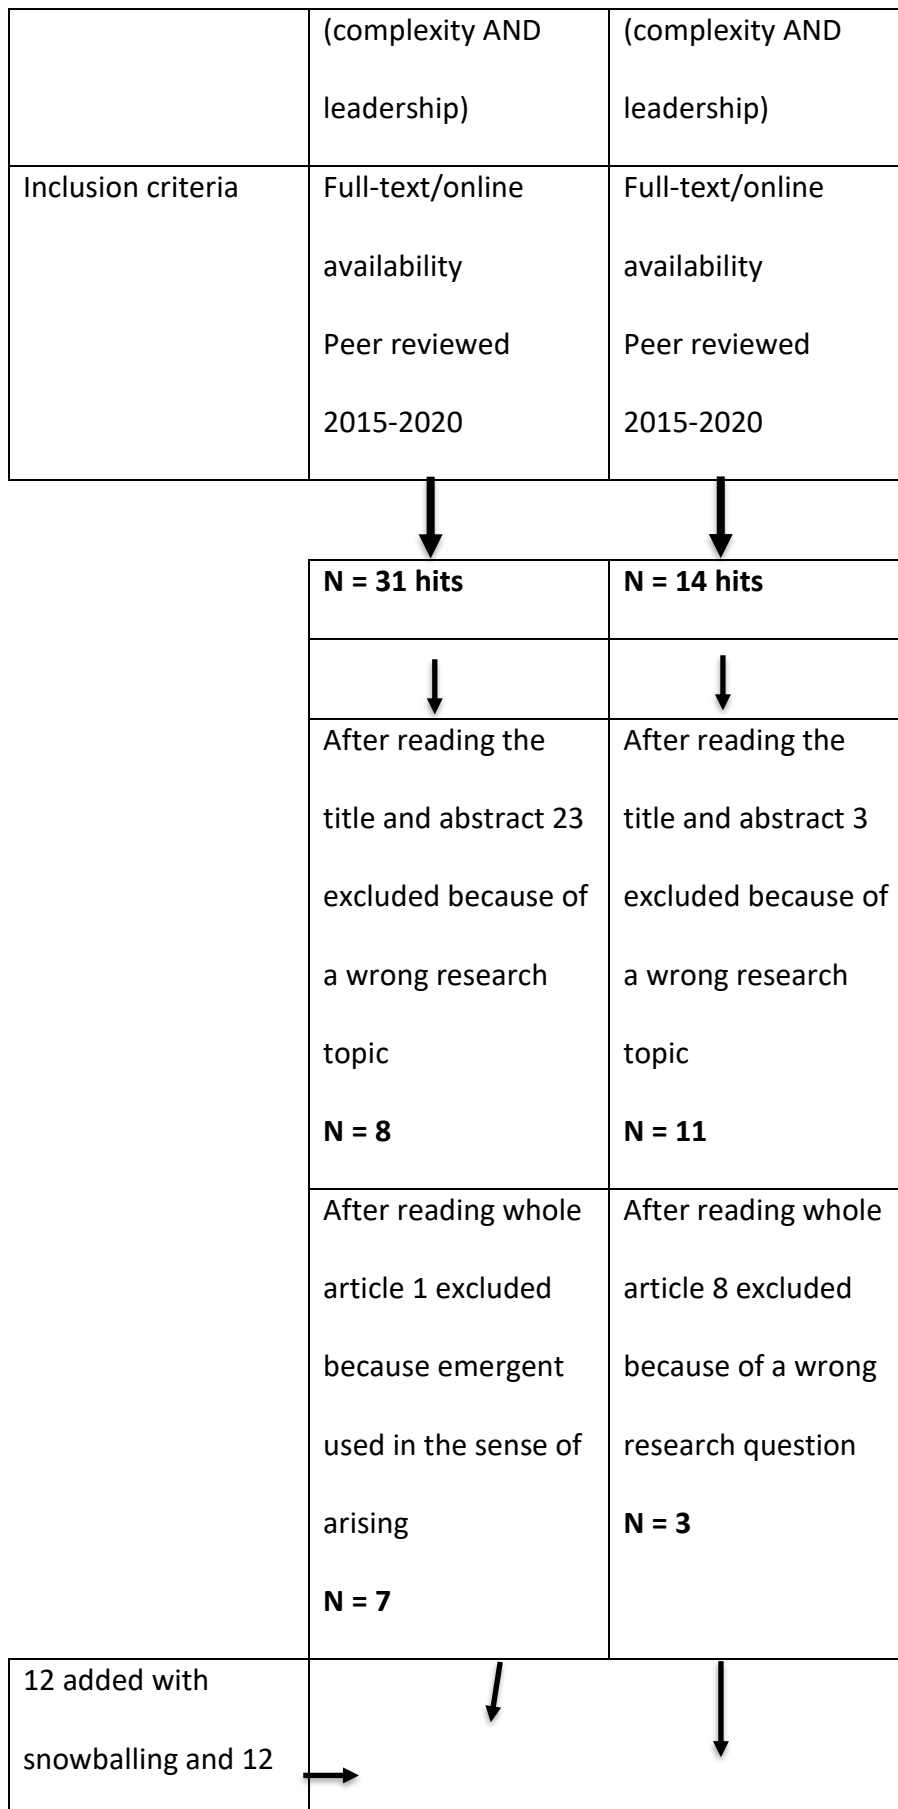 (complexity AND
leadership)
(complexity AND
leadership)
Inclusion criteria
Full-text/online
availability
Peer reviewed
2015-2020
Full-text/online
availability
Peer reviewed
2015-2020
N = 31 hits
N = 14 hits
After reading the
title and abstract 23
excluded because of
a wrong research
topic
N = 8
After reading the
title and abstract 3
excluded because of
a wrong research
topic
N = 11
After reading whole
article 1 excluded
because emergent
used in the sense of
arising
N = 7
After reading whole
article 8 excluded
because of a wrong
research question
N = 3
12 added with
snowballing and 12